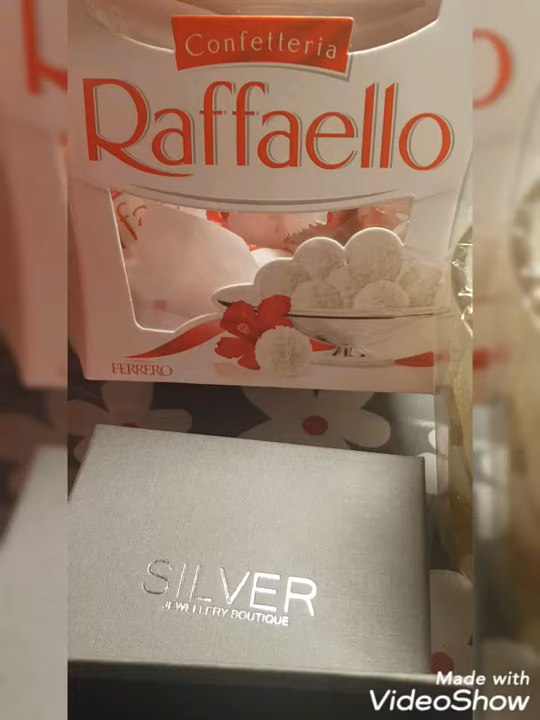 Confetteria
Raffaello
FERRERO
SILVER
JEWELLERY BOUTIQUE
Made with
VideoShow